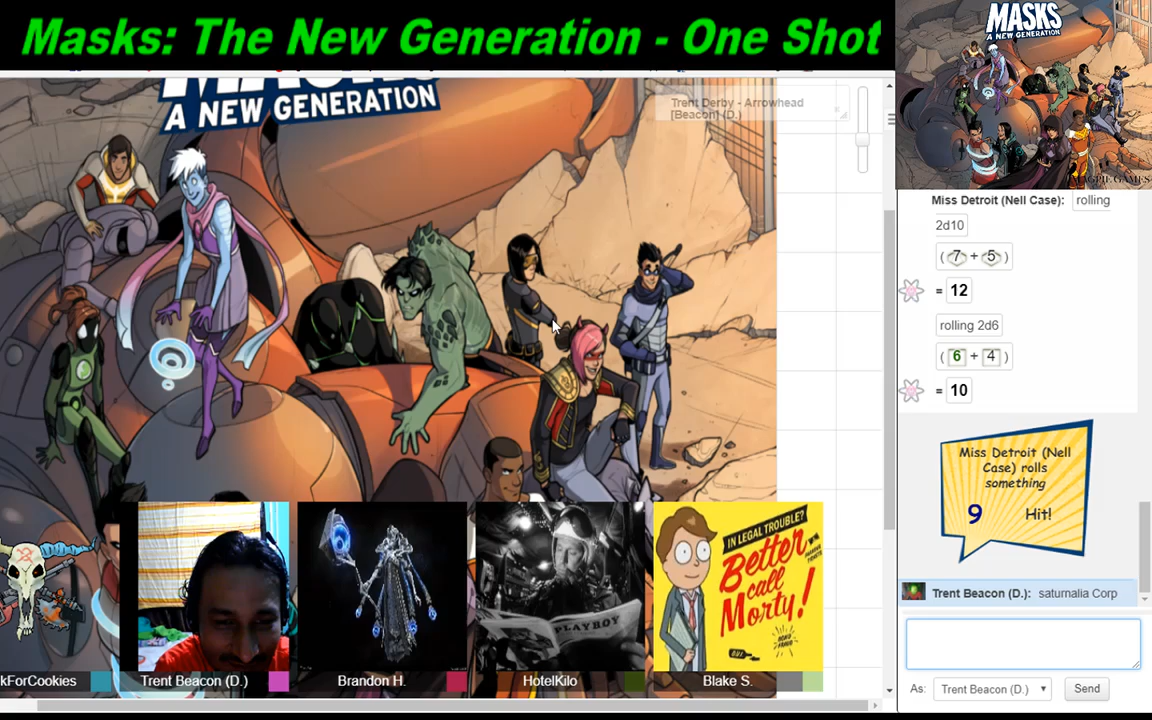 Masks: The New Generation - One Shot
MASKS
A NEW GENERATION
MAGPIE GAMES
A NEW GENERATION
Trent Derby - Arrowhead
[Beacon] (D.)
Miss Detroit (Nell Case): rolling
2d10
( 7 + 5 )
= 12
rolling 2d6
( 6 + 4 )
= 10
Miss Detroit (Nell
Case) rolls
something
9 Hit!
Trent Beacon (D.): saturnalia Corp
As: Trent Beacon (D.) Send
IN LEGAL TROUBLE?
Better
call
Morty!
PLAYBOY
kForCookies
Trent Beacon (D.)
Brandon H.
HotelKilo
Blake S.